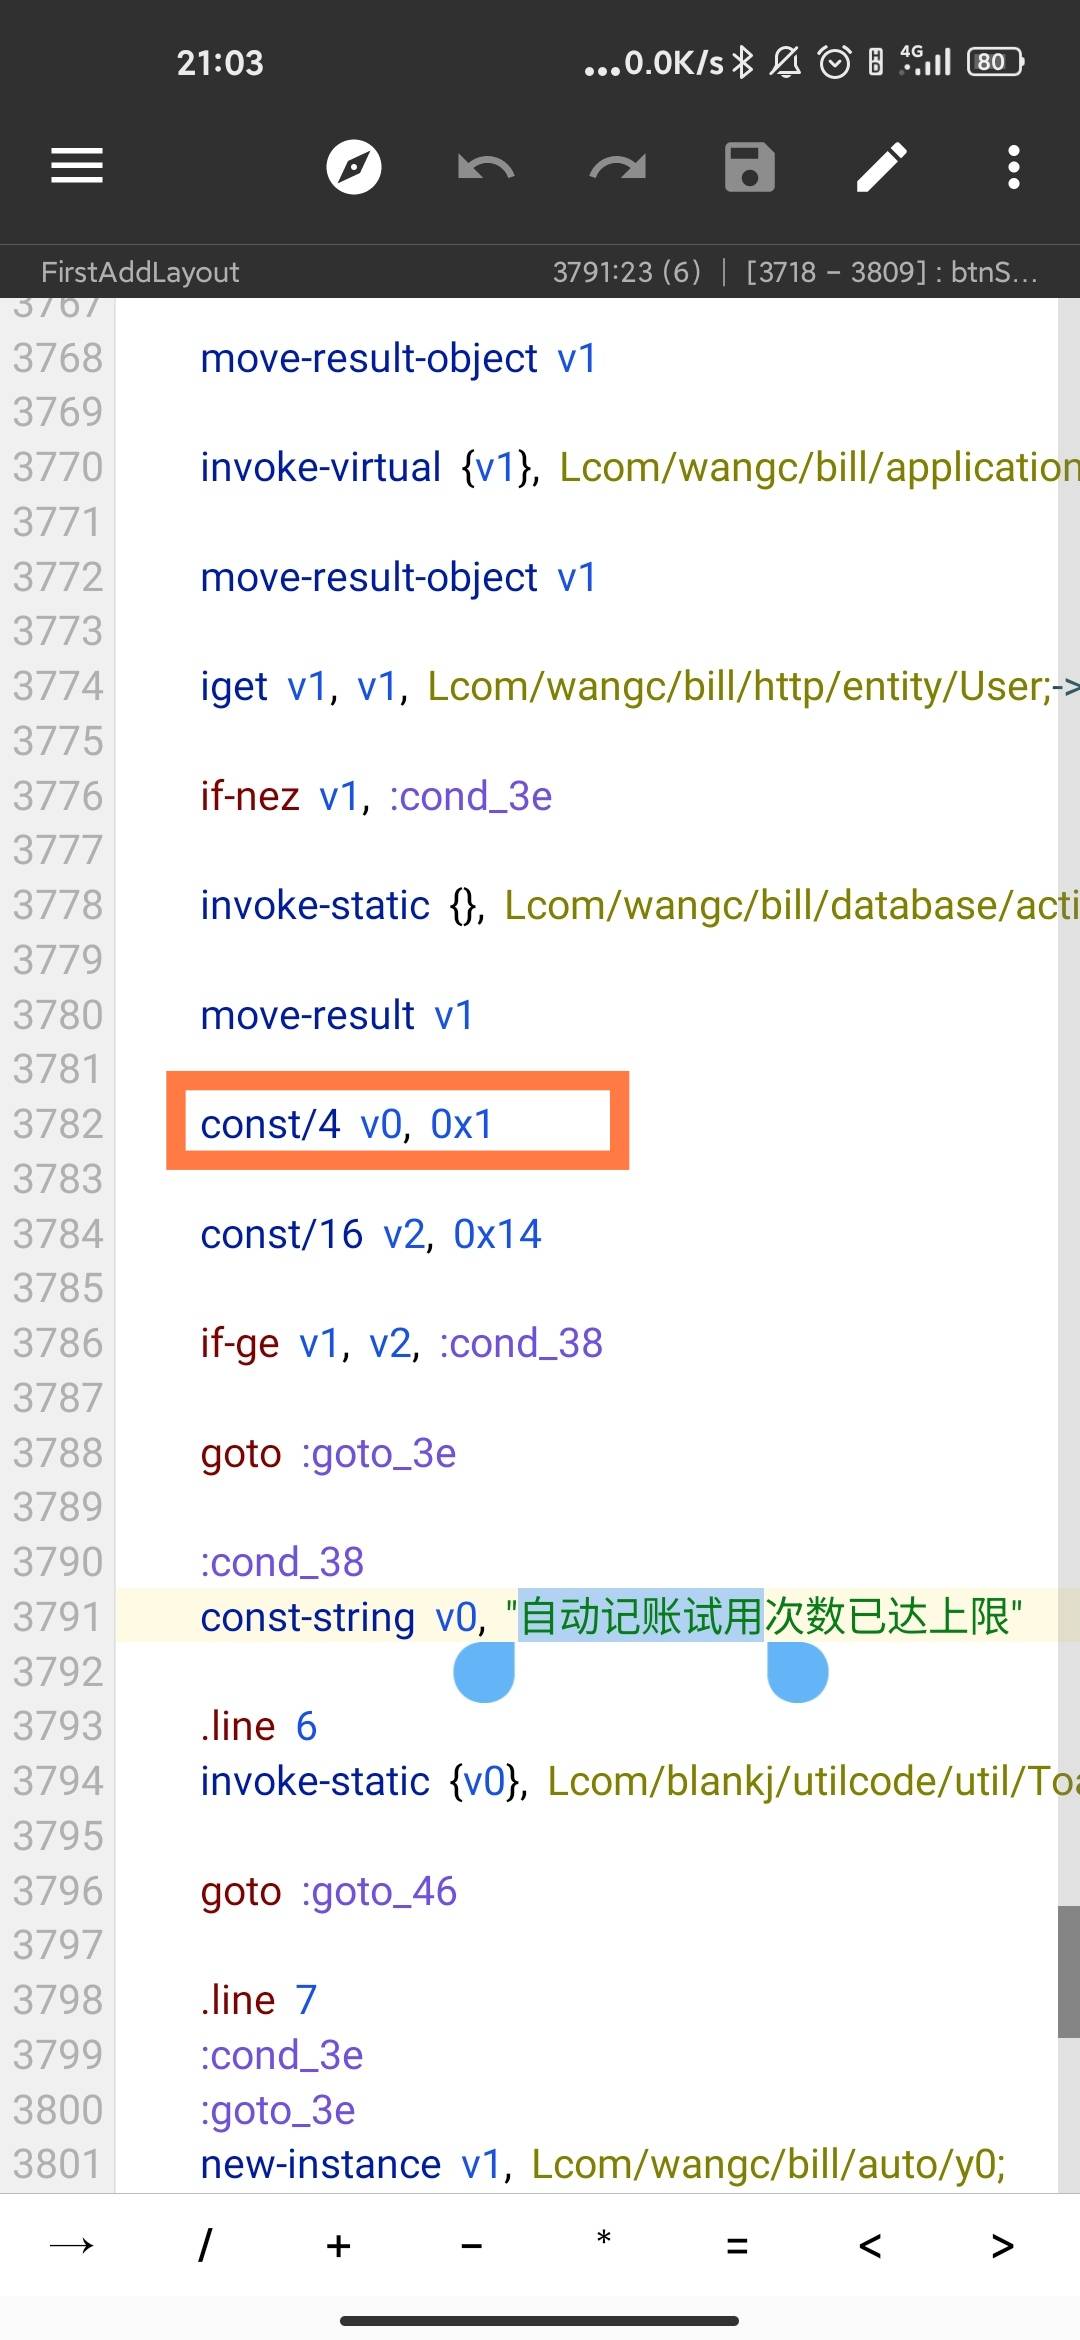 21:03
...0.0K/s 4G 80
FirstAddLayout 3791:23 (6) | [3718 - 3809] : btnS...
3767
3768 move-result-object v1
3769
3770 invoke-virtual {v1}, Lcom/wangc/bill/application
3771
3772 move-result-object v1
3773
3774 iget v1, v1, Lcom/wangc/bill/http/entity/User;->
3775
3776 if-nez v1, :cond_3e
3777
3778 invoke-static {}, Lcom/wangc/bill/database/acti
3779
3780 move-result v1
3781
3782 const/4 v0, 0x1
3783
3784 const/16 v2, 0x14
3785
3786 if-ge v1, v2, :cond_38
3787
3788 goto :goto_3e
3789
3790 :cond_38
3791 const-string v0, "自动记账试用次数已达上限"
3792
3793 .line 6
3794 invoke-static {v0}, Lcom/blankj/utilcode/util/Toa
3795
3796 goto :goto_46
3797
3798 .line 7
3799 :cond_3e
3800 :goto_3e
3801 new-instance v1, Lcom/wangc/bill/auto/y0;
→ / + − * = < >